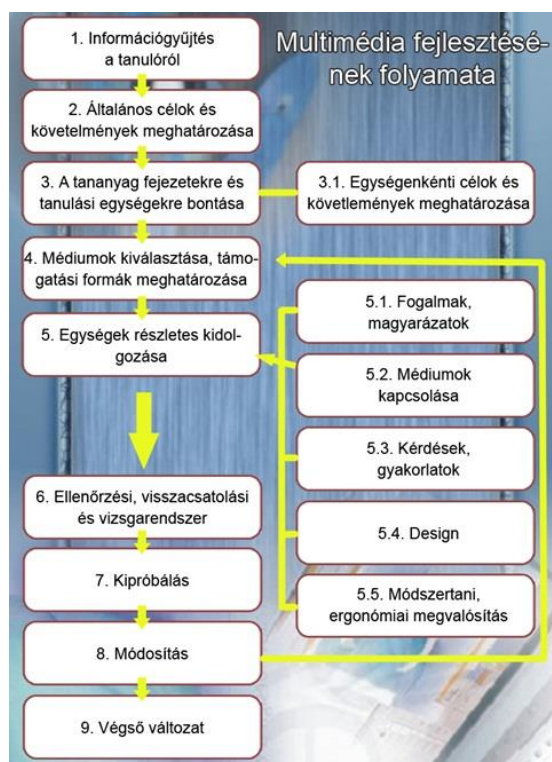 Multimédia fejlesztésé-
nek folyamata
1. Információgyűjtés
a tanulóról
2. Általános célok és
követelmények meghatározása
3. A tananyag fejezetekre és
tanulási egységekre bontása
3.1. Egységenkénti célok és
követlemények meghatározása
4. Médiumok kiválasztása, támo-
gatási formák meghatározása
5. Egységek részletes kidol-
gozása
5.1. Fogalmak,
magyarázatok
5.2. Médiumok
kapcsolása
5.3. Kérdések,
gyakorlatok
5.4. Design
5.5. Módszertani,
ergonómiai megvalósítás
6. Ellenőrzési, visszacsatolási
és vizsgarendszer
7. Kipróbálás
8. Módosítás
9. Végső változat